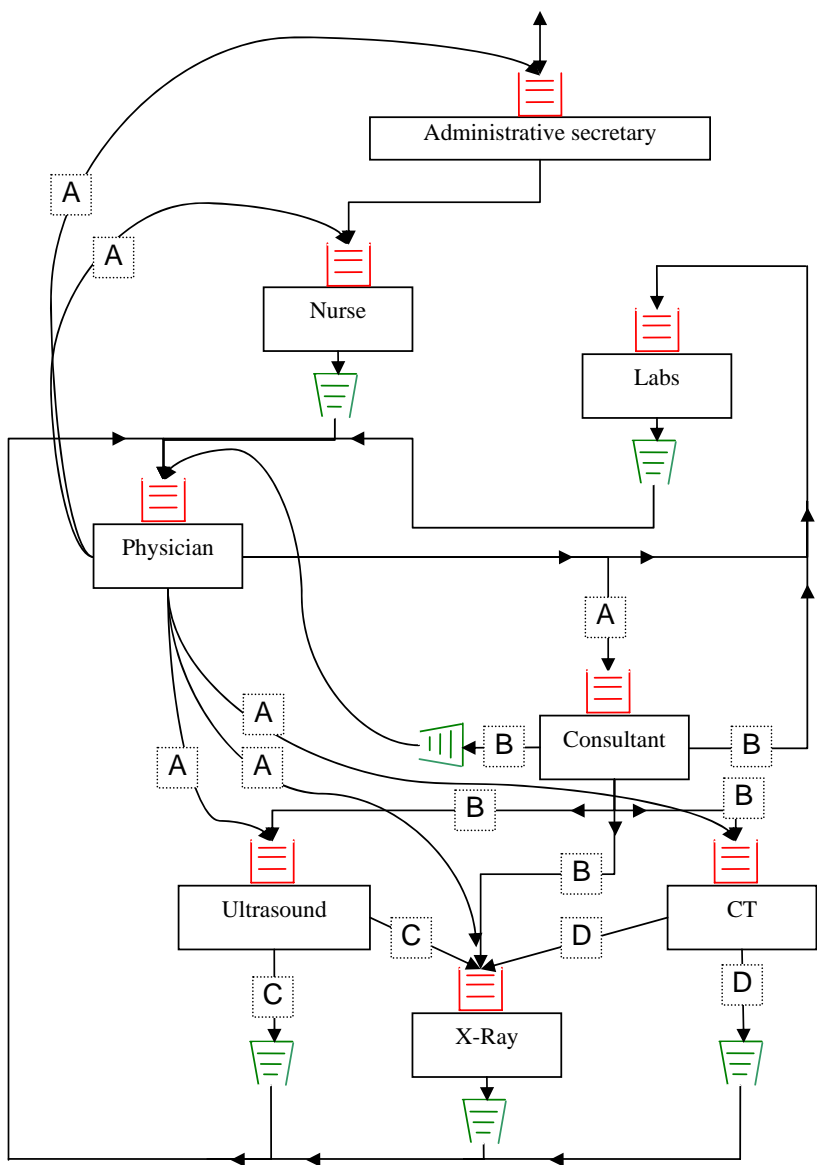 Administrative secretary
A
A
Nurse
Labs
Physician
A
A
B
Consultant
B
A
A
B
B
B
Ultrasound
CT
C
D
C
D
X-Ray